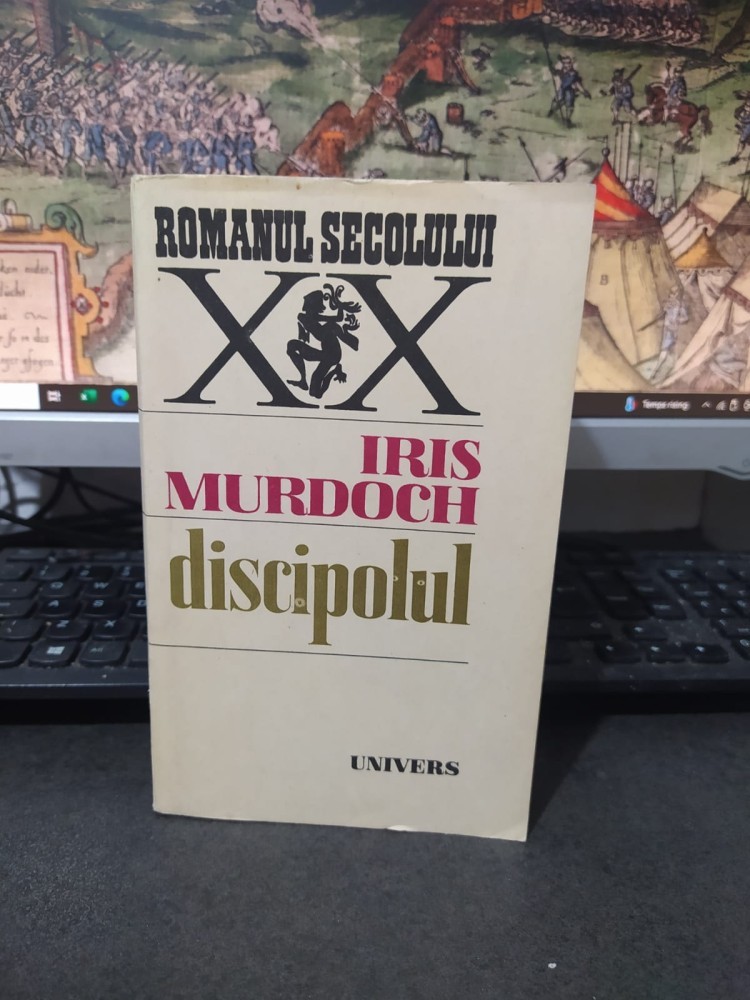 ROMANUL SECOLULUI
XX
IRIS
MURDOCH
discipolul
UNIVERS